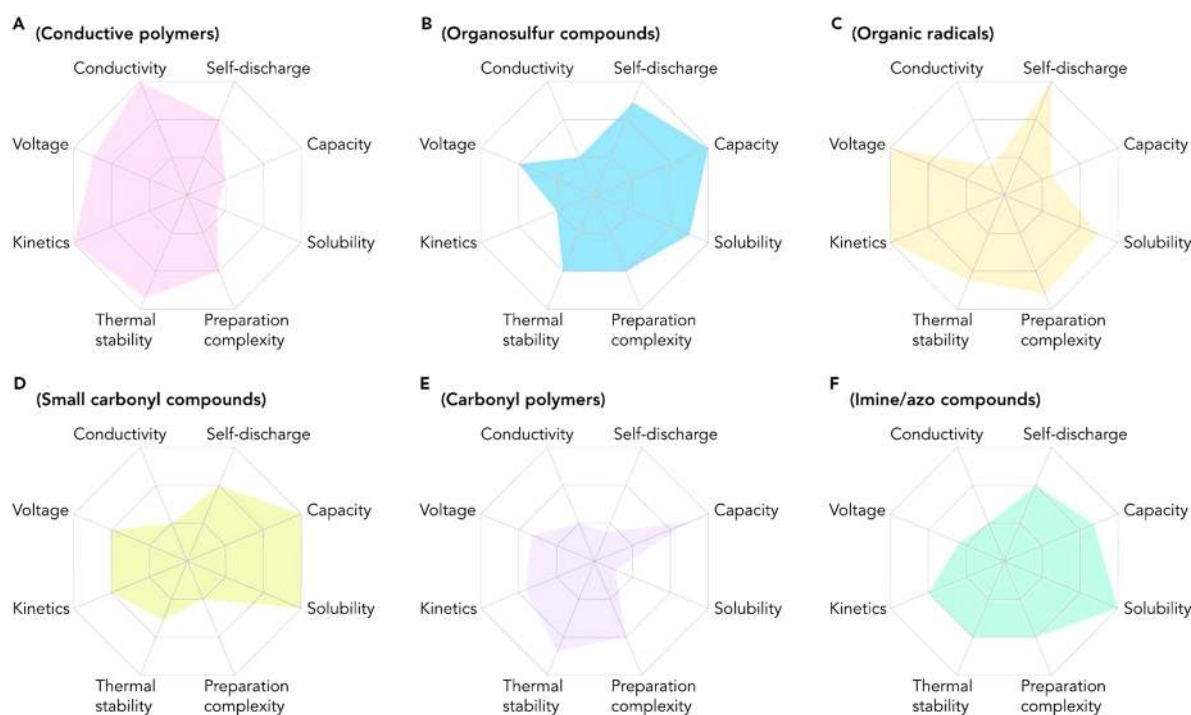 A (Conductive polymers)
Conductivity Self-discharge
Voltage Capacity
Kinetics Solubility
Thermal Preparation
stability complexity
B (Organosulfur compounds)
Conductivity Self-discharge
Voltage Capacity
Kinetics Solubility
Thermal Preparation
stability complexity
C (Organic radicals)
Conductivity Self-discharge
Voltage Capacity
Kinetics Solubility
Thermal Preparation
stability complexity
D (Small carbonyl compounds)
Conductivity Self-discharge
Voltage Capacity
Kinetics Solubility
Thermal Preparation
stability complexity
E (Carbonyl polymers)
Conductivity Self-discharge
Voltage Capacity
Kinetics Solubility
Thermal Preparation
stability complexity
F (Imine/azo compounds)
Conductivity Self-discharge
Voltage Capacity
Kinetics Solubility
Thermal Preparation
stability complexity